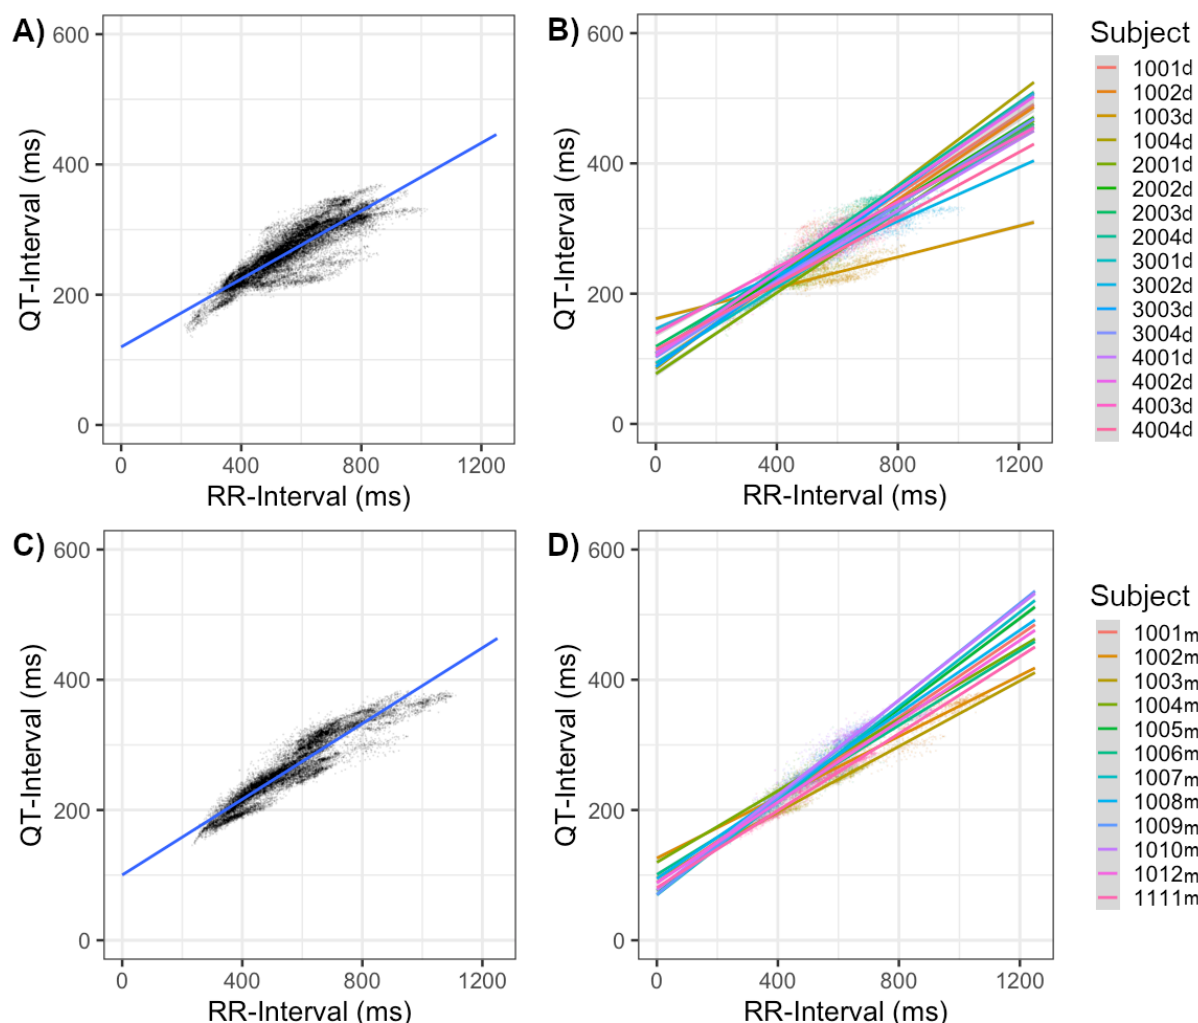 A)
600
400
200
0
QT-Interval (ms)
0 400 800 1200
RR-Interval (ms)
B)
600
400
200
0
QT-Interval (ms)
0 400 800 1200
RR-Interval (ms)
Subject
1001d
1002d
1003d
1004d
2001d
2002d
2003d
2004d
3001d
3002d
3003d
3004d
4001d
4002d
4003d
4004d
C)
600
400
200
0
QT-Interval (ms)
0 400 800 1200
RR-Interval (ms)
D)
600
400
200
0
QT-Interval (ms)
0 400 800 1200
RR-Interval (ms)
Subject
1001m
1002m
1003m
1004m
1005m
1006m
1007m
1008m
1009m
1010m
1012m
1111m